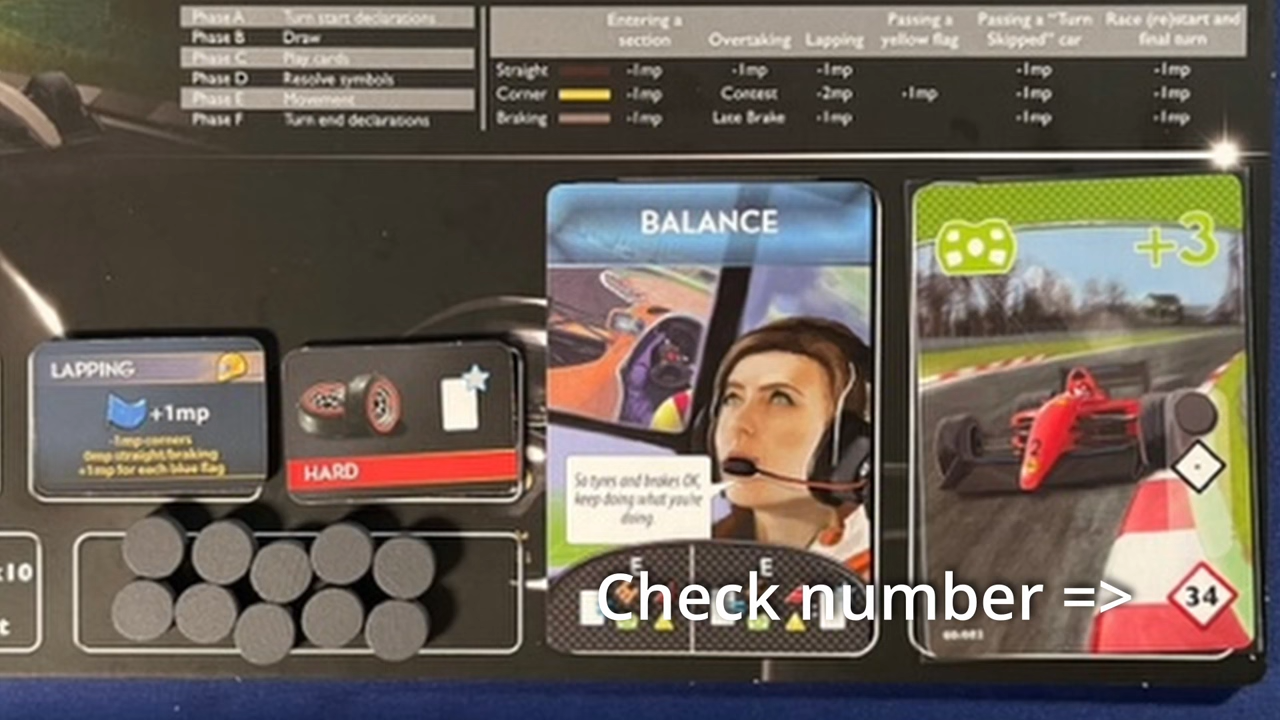 Phase A Turn start declarations
Phase B Draw
Phase C Play cards
Phase D Resolve symbols
Phase E Movement
Phase F Turn end declarations
Entering a section Overtaking Lapping Passing a yellow flag Passing a "Turn Skipped" car Race (re)start and final turn
Straight -1mp -1mp -1mp -1mp -1mp
Corner -1mp Contest -2mp -1mp -1mp -1mp
Braking -1mp Late Brake -1mp -1mp -1mp
BALANCE
+3
LAPPING
+1mp
-1mp corners
0mp straight/braking
+1mp for each blue flag
HARD
So tyres and brakes OK,
keep doing what you're
doing.
E E
x10
Check number =>
34